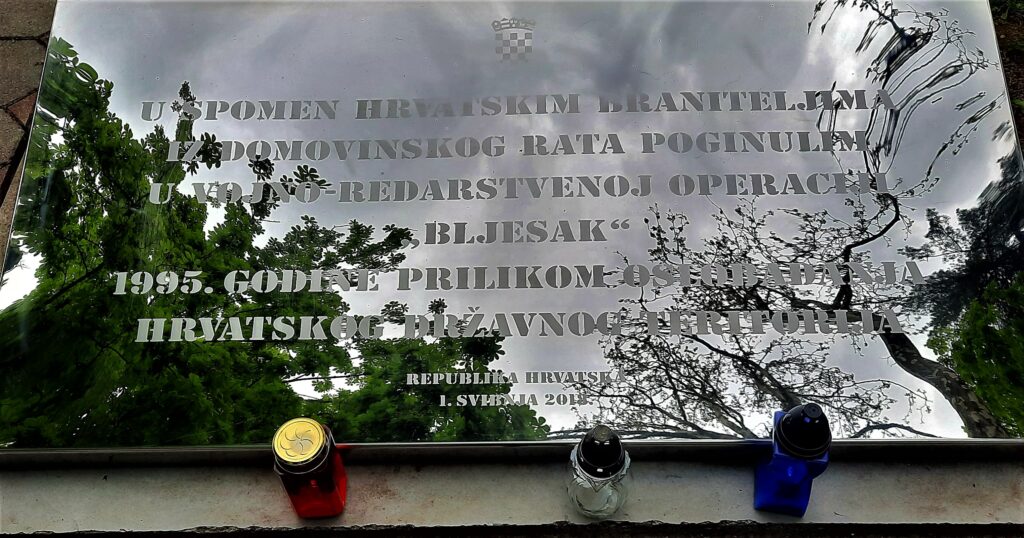 U SPOMEN HRVATSKIM BRANITELJIMA
IZ DOMOVINSKOG RATA POGINULIM
U VOJNO-REDARSTVENOJ OPERACIJI
„BLJESAK“
1995. GODINE PRILIKOM OSLOBAĐANJA
HRVATSKOG DRŽAVNOG TERITORIJA
REPUBLIKA HRVATSKA
1. SVIBNJA 2018.